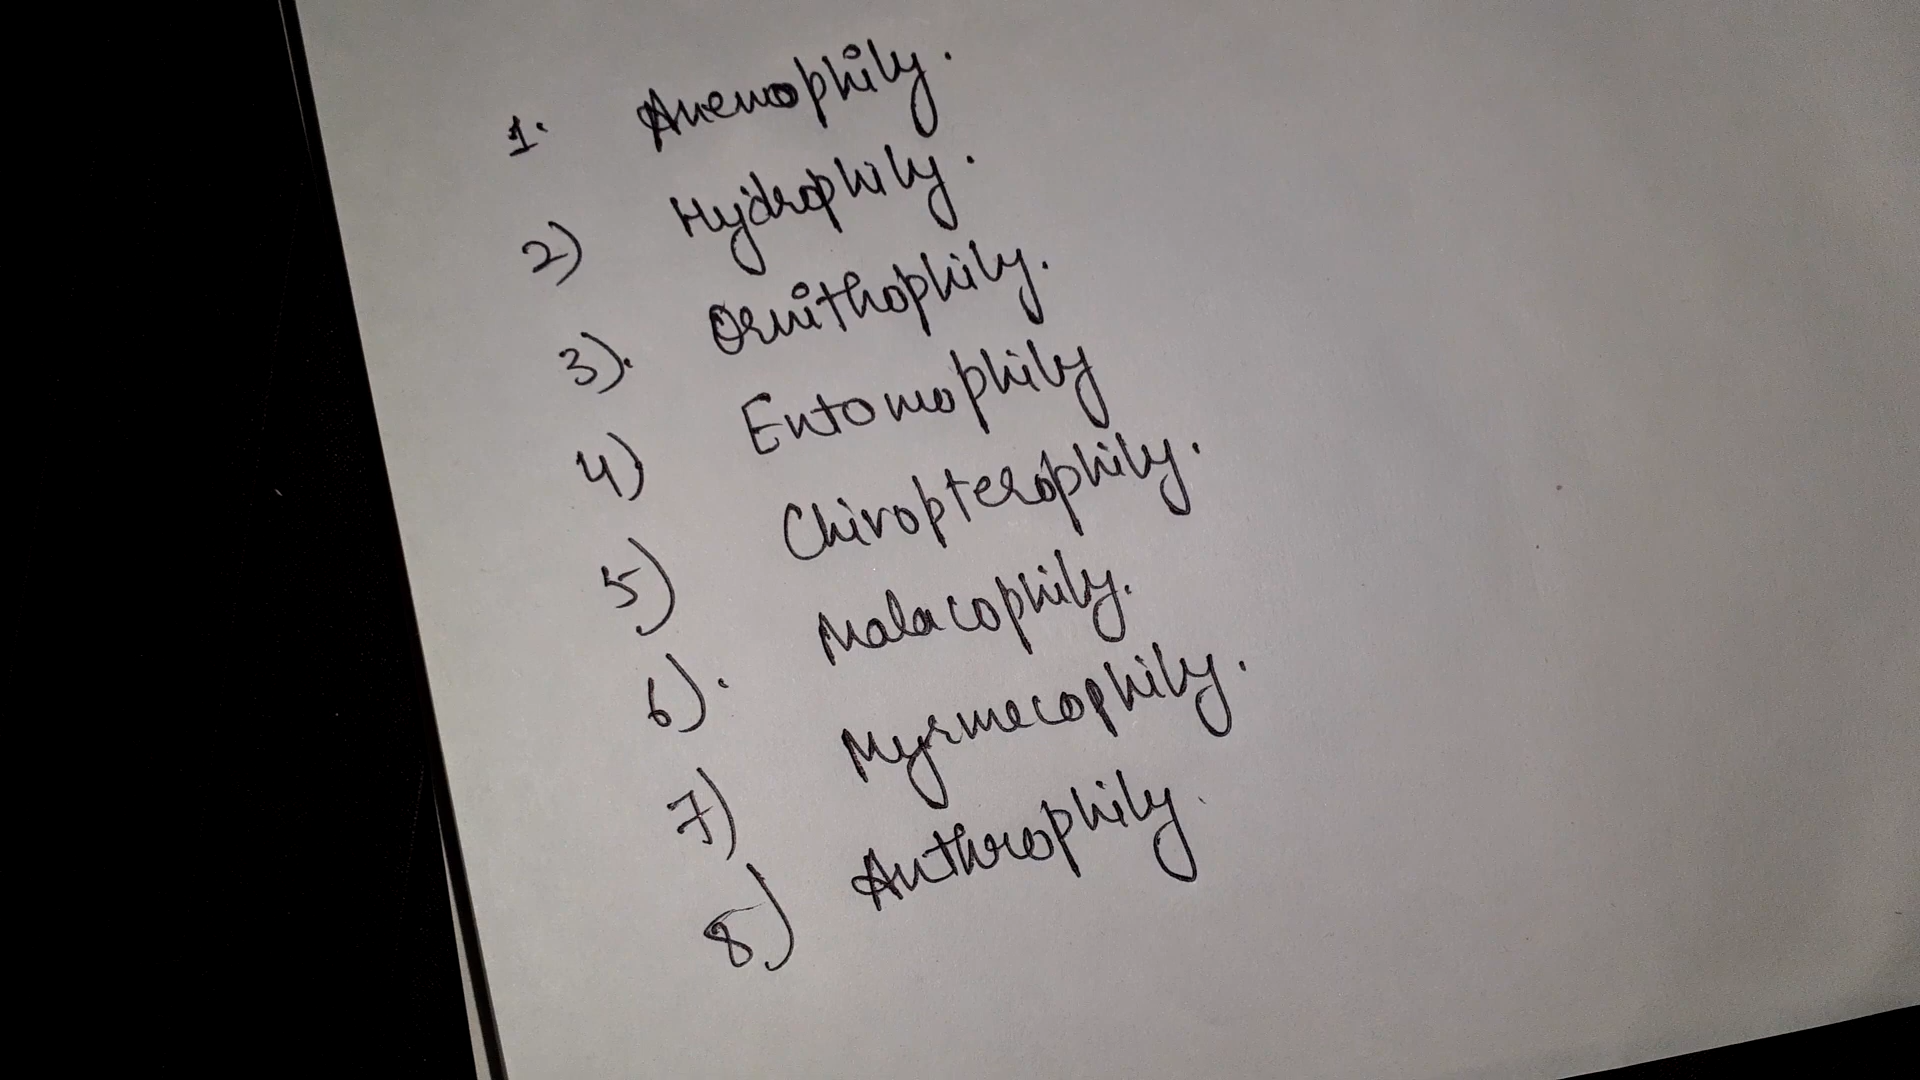 1. Anemophily.
2) Hydrophily.
3). Ornithophily.
4) Entomophily
5) Chiropterophily.
6). Malacophily.
7) Myrmecophily.
8) Anthrophily.